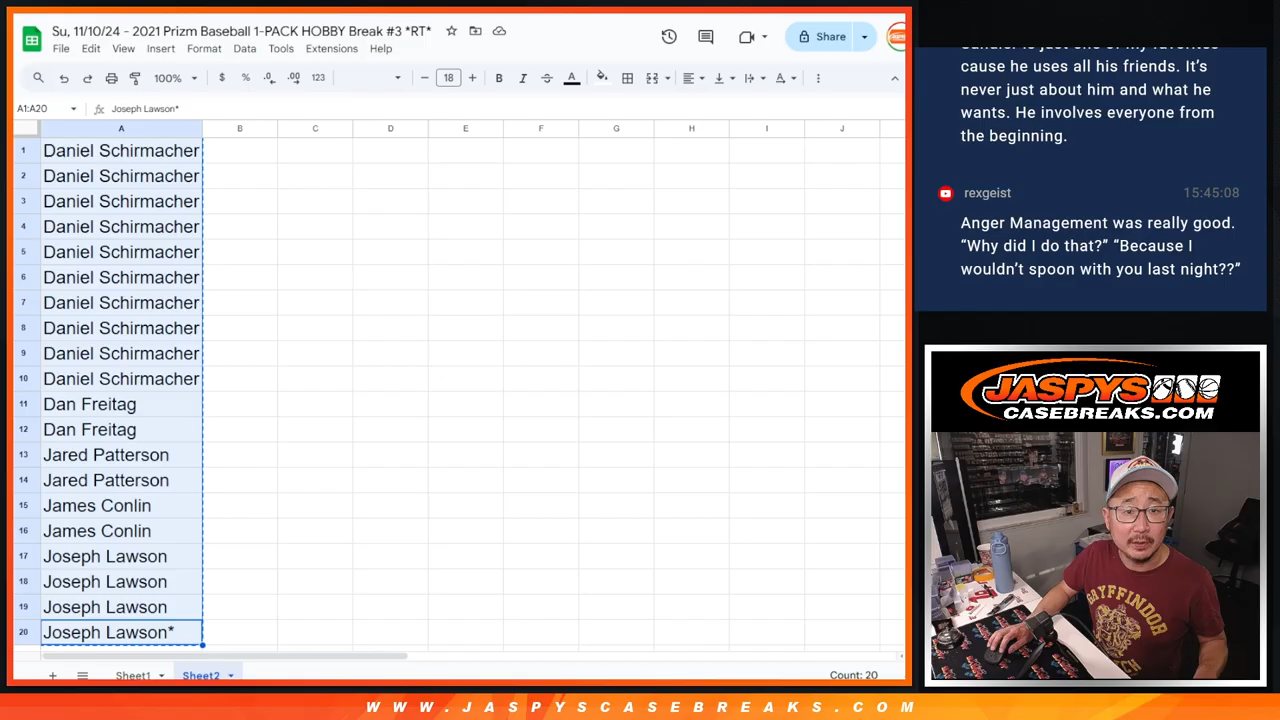 Su, 11/10/24 - 2021 Prizm Baseball 1-PACK HOBBY Break #3 *RT*
File Edit View Insert Format Data Tools Extensions Help
Share
100% $ % .0 .00 123 18 B I A
A1:A20 fx Joseph Lawson*
A B C D E F G H I J
1 Daniel Schirmacher
2 Daniel Schirmacher
3 Daniel Schirmacher
4 Daniel Schirmacher
5 Daniel Schirmacher
6 Daniel Schirmacher
7 Daniel Schirmacher
8 Daniel Schirmacher
9 Daniel Schirmacher
10 Daniel Schirmacher
11 Dan Freitag
12 Dan Freitag
13 Jared Patterson
14 Jared Patterson
15 James Conlin
16 James Conlin
17 Joseph Lawson
18 Joseph Lawson
19 Joseph Lawson
20 Joseph Lawson*
Sheet1 Sheet2 Count: 20
cause he uses all his friends. It's
never just about him and what he
wants. He involves everyone from
the beginning.
rexgeist 15:45:08
Anger Management was really good.
“Why did I do that?” “Because I
wouldn’t spoon with you last night??”
JASPYS
CASEBREAKS.COM
GRYFFINDOR
WWW.JASPYSCASEBREAKS.COM